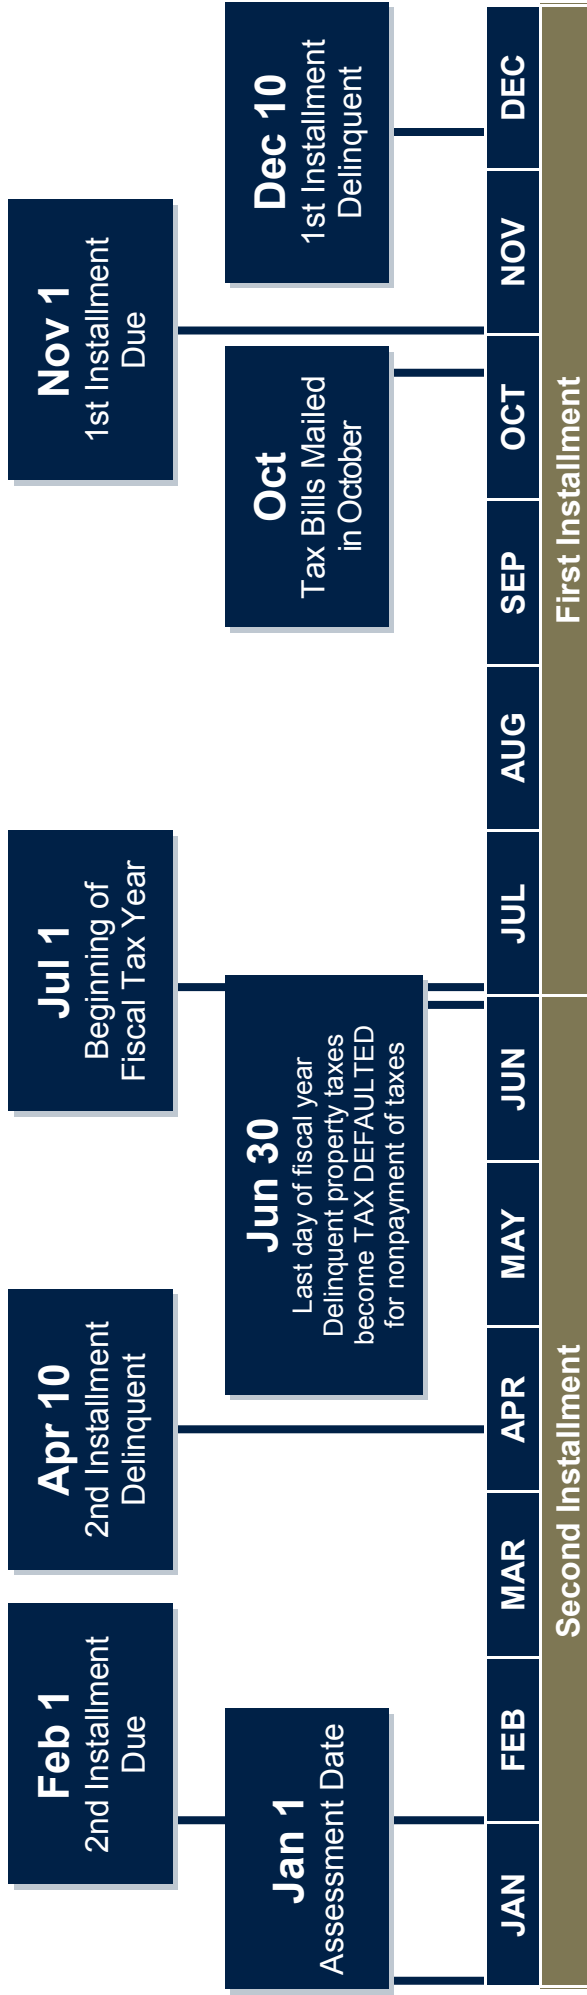 Feb 1
2nd Installment
Due
Apr 10
2nd Installment
Delinquent
Jul 1
Beginning of
Fiscal Tax Year
Nov 1
1st Installment
Due
Jan 1
Assessment Date
Jun 30
Last day of fiscal year
Delinquent property taxes
become TAX DEFAULTED
for nonpayment of taxes
Oct
Tax Bills Mailed
in October
Dec 10
1st Installment
Delinquent
JAN FEB MAR APR MAY JUN JUL AUG SEP OCT NOV DEC
Second Installment First Installment